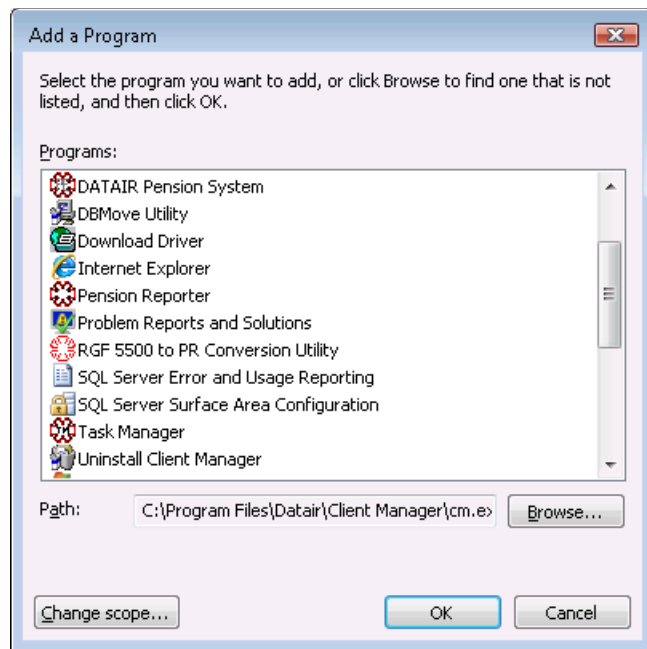 Add a Program
Select the program you want to add, or click Browse to find one that is not
listed, and then click OK.
Programs:
DATAIR Pension System
DBMove Utility
Download Driver
Internet Explorer
Pension Reporter
Problem Reports and Solutions
RGF 5500 to PR Conversion Utility
SQL Server Error and Usage Reporting
SQL Server Surface Area Configuration
Task Manager
Uninstall Client Manager
Path: C:\Program Files\Datair\Client Manager\cm.ex Browse...
Change scope... OK Cancel